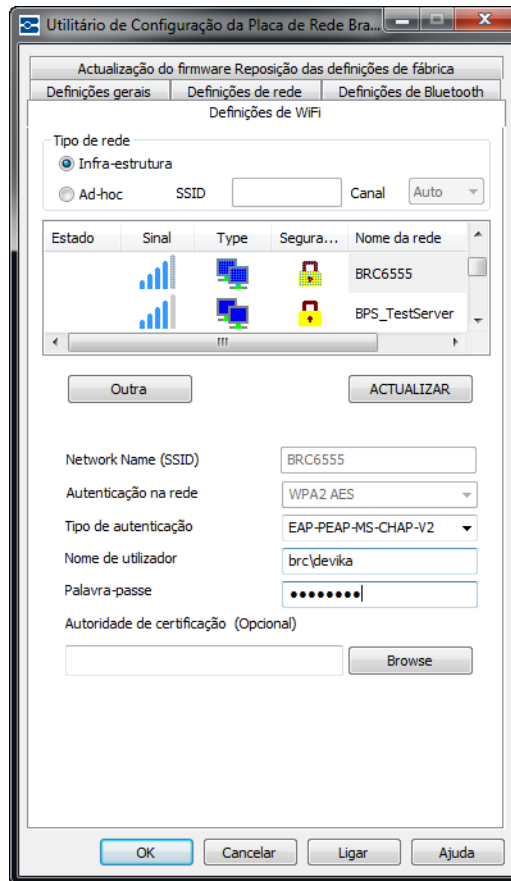 Utilitário de Configuração da Placa de Rede Bra...
Actualização do firmware Reposição das definições de fábrica
Definições gerais Definições de rede Definições de Bluetooth
Definições de WiFi
Tipo de rede
Infra-estrutura
Ad-hoc SSID Canal Auto
Estado Sinal Type Segura... Nome da rede
BRC6555
BPS_TestServer
Outra ACTUALIZAR
Network Name (SSID) BRC6555
Autenticação na rede WPA2 AES
Tipo de autenticação EAP-PEAP-MS-CHAP-V2
Nome de utilizador brc\devika
Palavra-passe ●●●●●●●●
Autoridade de certificação (Opcional)
Browse
OK Cancelar Ligar Ajuda